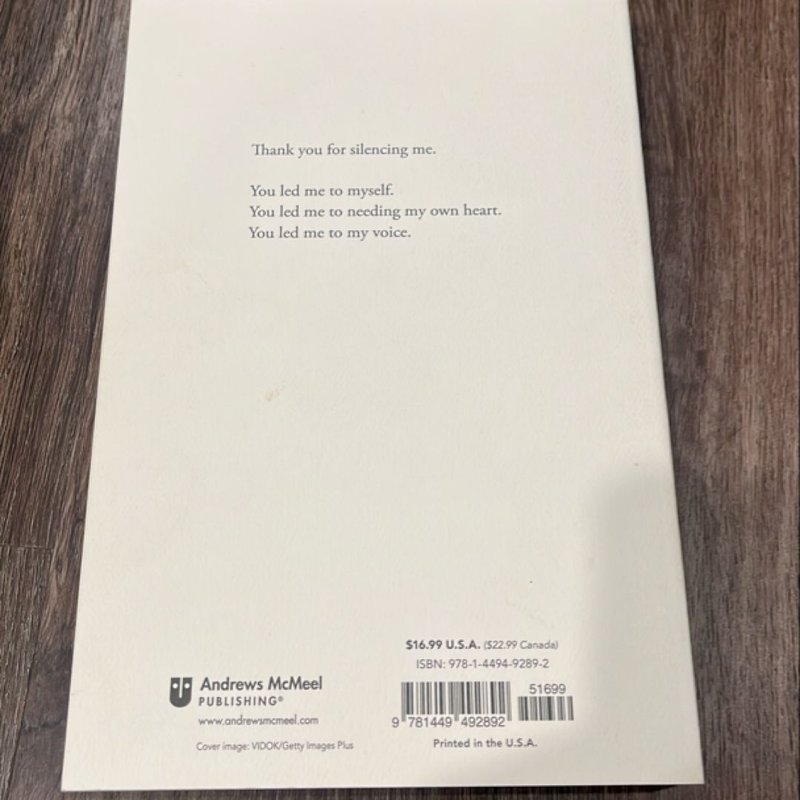 Thank you for silencing me.
You led me to myself.
You led me to needing my own heart.
You led me to my voice.
$16.99 U.S.A. ($22.99 Canada)
ISBN: 978-1-4494-9289-2
51699
9 781449 492892
Printed in the U.S.A.
Andrews McMeel
PUBLISHING®
www.andrewsmcmeel.com
Cover image: VIDOK/Getty Images Plus